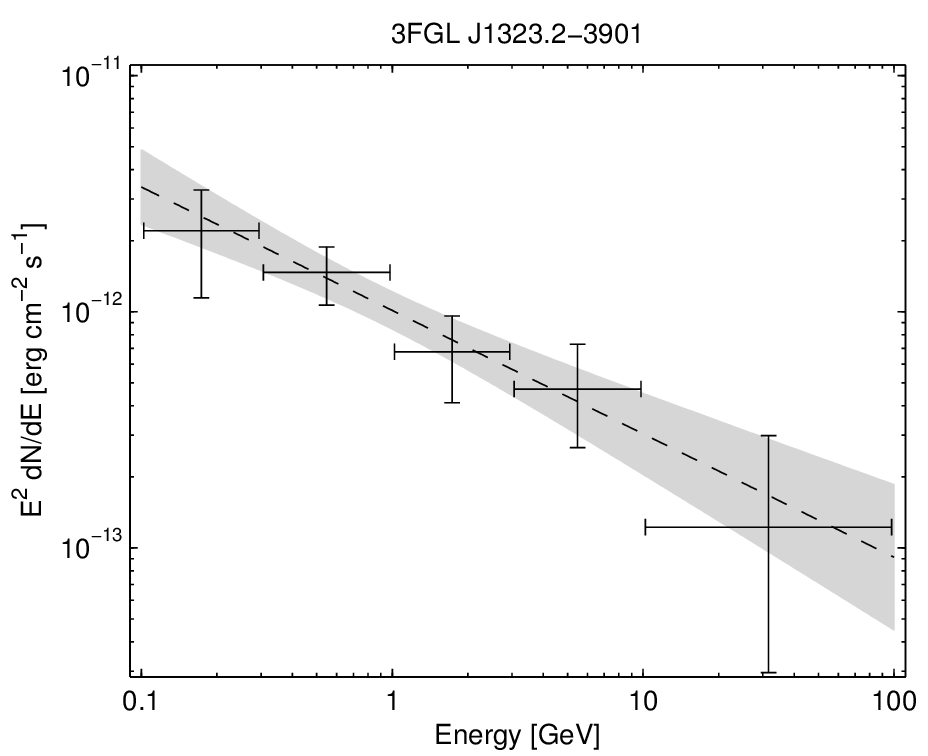 3FGL J1323.2−3901
10⁻¹¹
10⁻¹²
10⁻¹³
E² dN/dE [erg cm⁻² s⁻¹]
0.1 1 10 100
Energy [GeV]